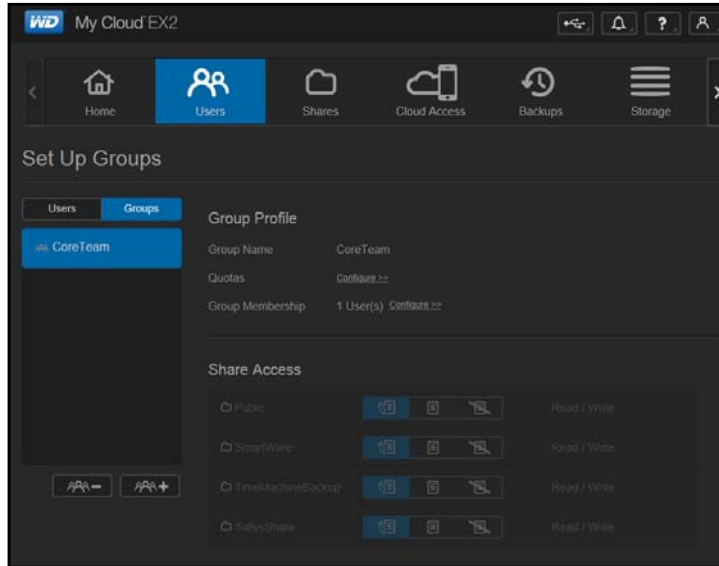 WD My Cloud EX2
?
Home Users Shares Cloud Access Backups Storage
Set Up Groups
Users Groups
CoreTeam
Group Profile
Group Name CoreTeam
Quotas Configure >>
Group Membership 1 User(s) Configure >>
Share Access
Public Read / Write
SmartWare Read / Write
TimeMachineBackup Read / Write
SallysShare Read / Write